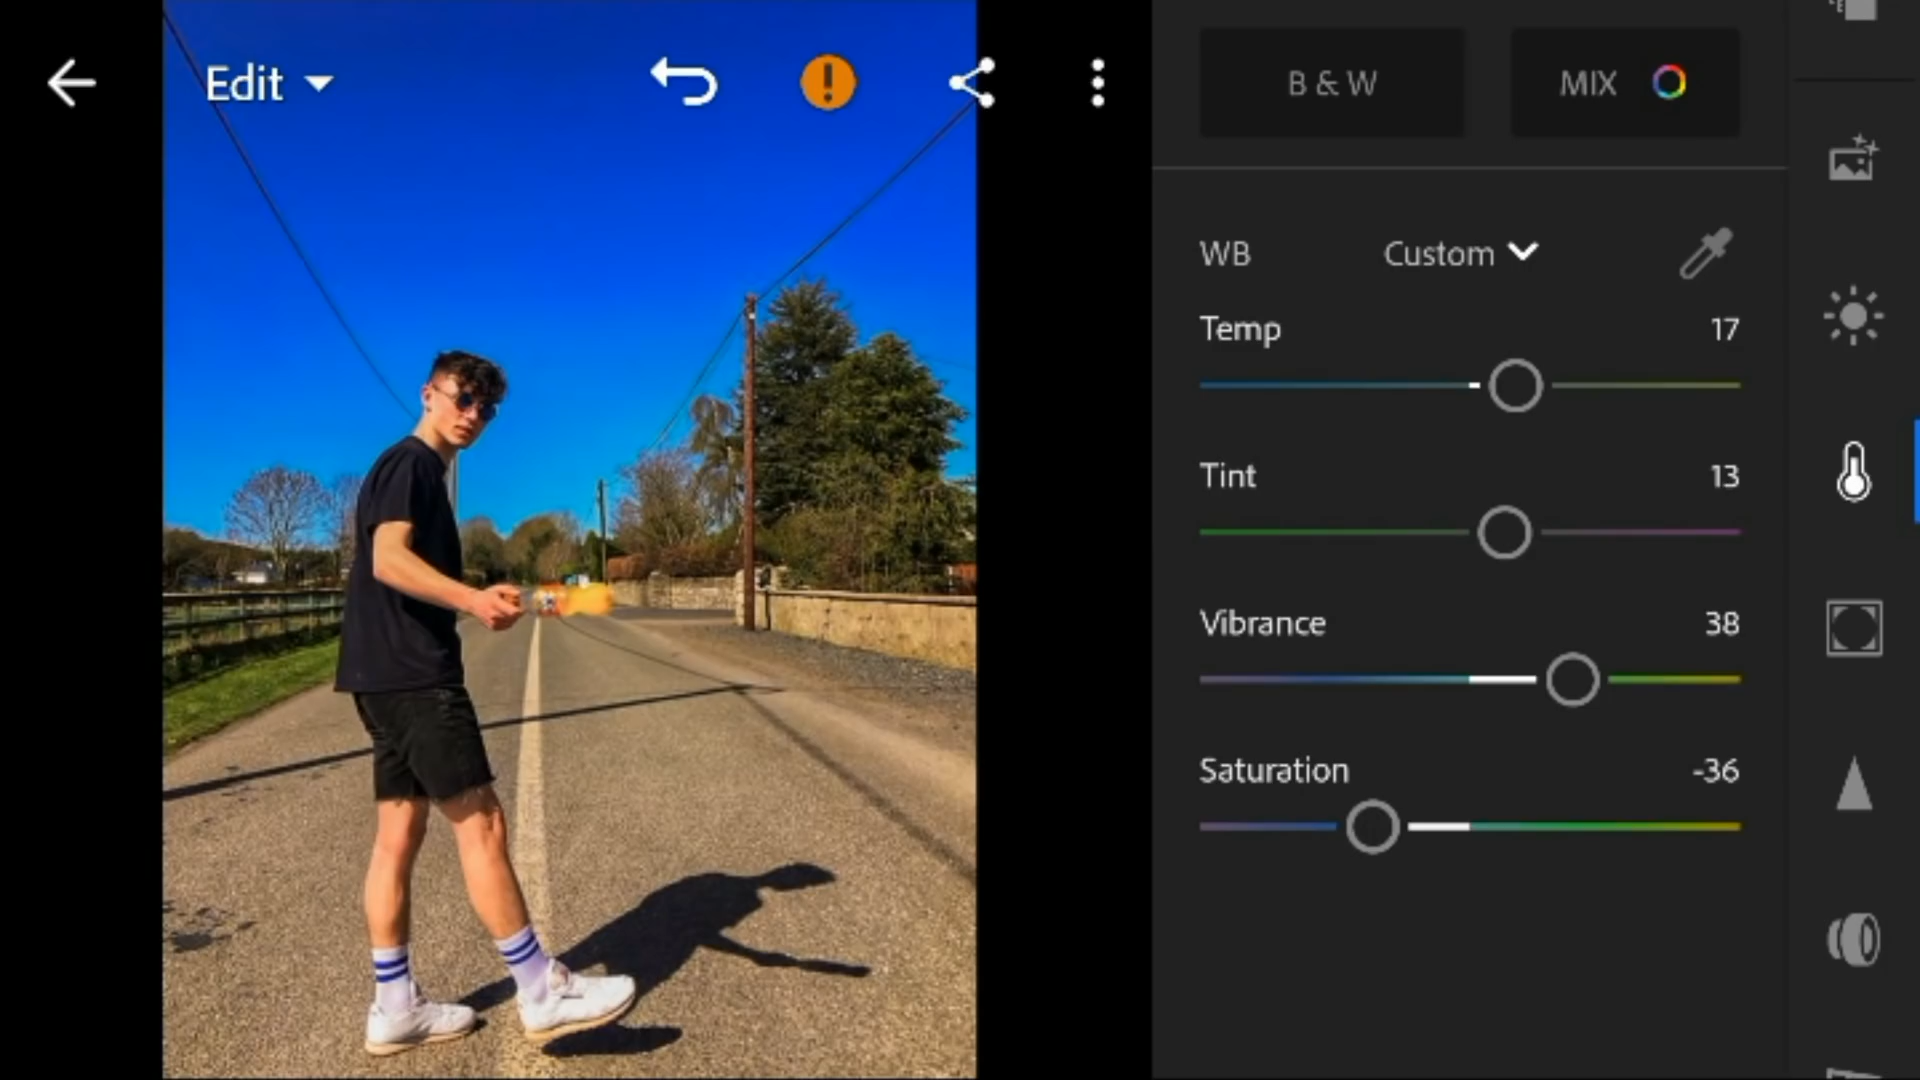 Edit
B & W
MIX
WB
Custom
Temp
17
Tint
13
Vibrance
38
Saturation
-36